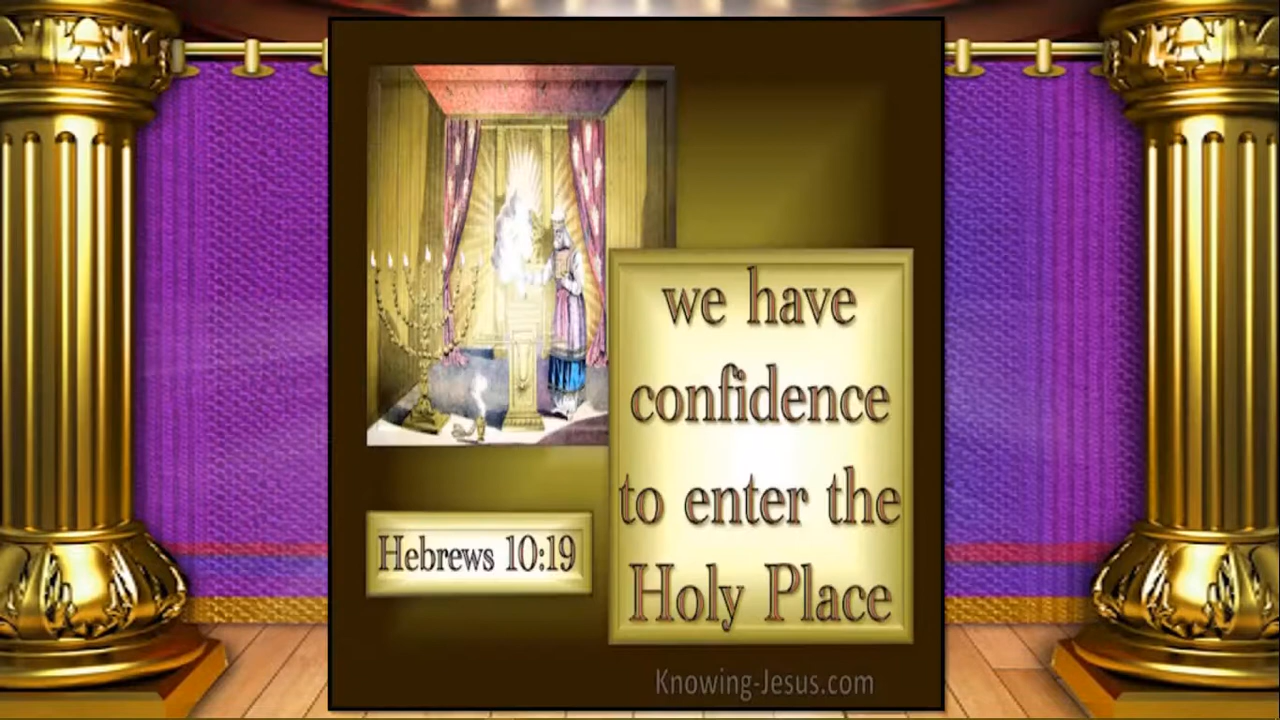 we have
confidence
to enter the
Holy Place
Hebrews 10:19
Knowing-Jesus.com